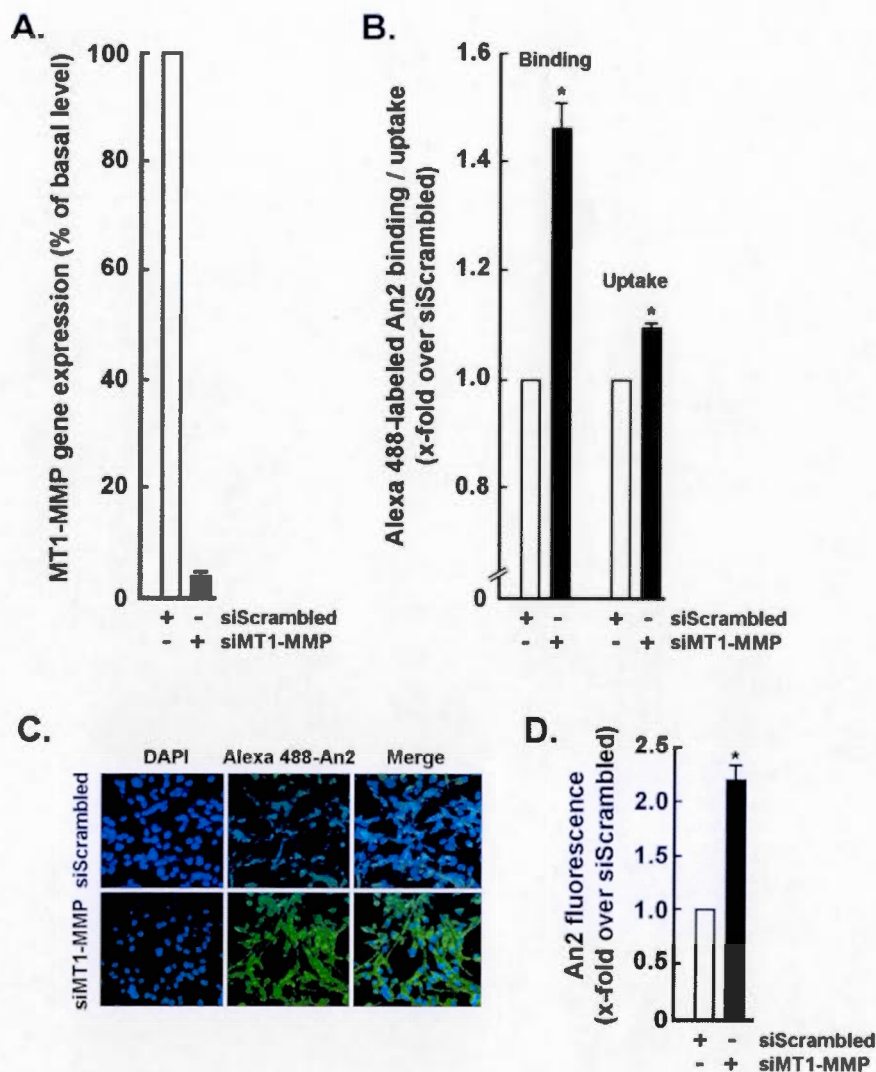 A.
MT1-MMP gene expression (% of basal level)
100
80
60
40
20
0
+ - siScrambled
- + siMT1-MMP
B.
Alexa 488-labeled An2 binding / uptake
(x-fold over siScrambled)
1.6
1.4
1.2
1.0
0.8
0
Binding
*
Uptake
*
+ - + - siScrambled
- + - + siMT1-MMP
C.
DAPI Alexa 488-An2 Merge
siScrambled
siMT1-MMP
D.
An2 fluorescence
(x-fold over siScrambled)
2.5
2.0
1.5
1.0
0.5
0
*
+ - siScrambled
- + siMT1-MMP